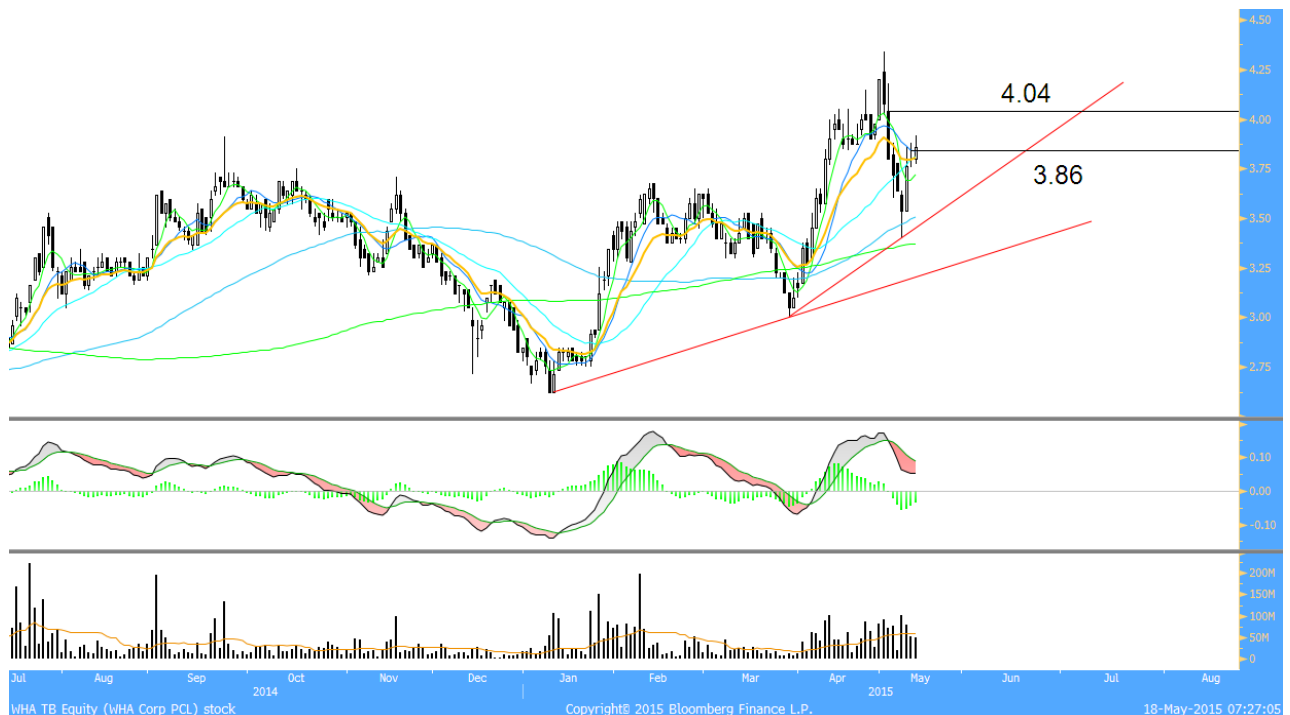 4.50
4.25
4.04
4.00
3.75
3.86
3.50
3.25
3.00
2.75
0.10
0.00
-0.10
200M
150M
100M
50M
0
Jul Aug Sep Oct Nov Dec Jan Feb Mar Apr May Jun Jul Aug
2014 2015
WHA TB Equity (WHA Corp PCL) stock Copyright© 2015 Bloomberg Finance L.P. 18-May-2015 07:27:05